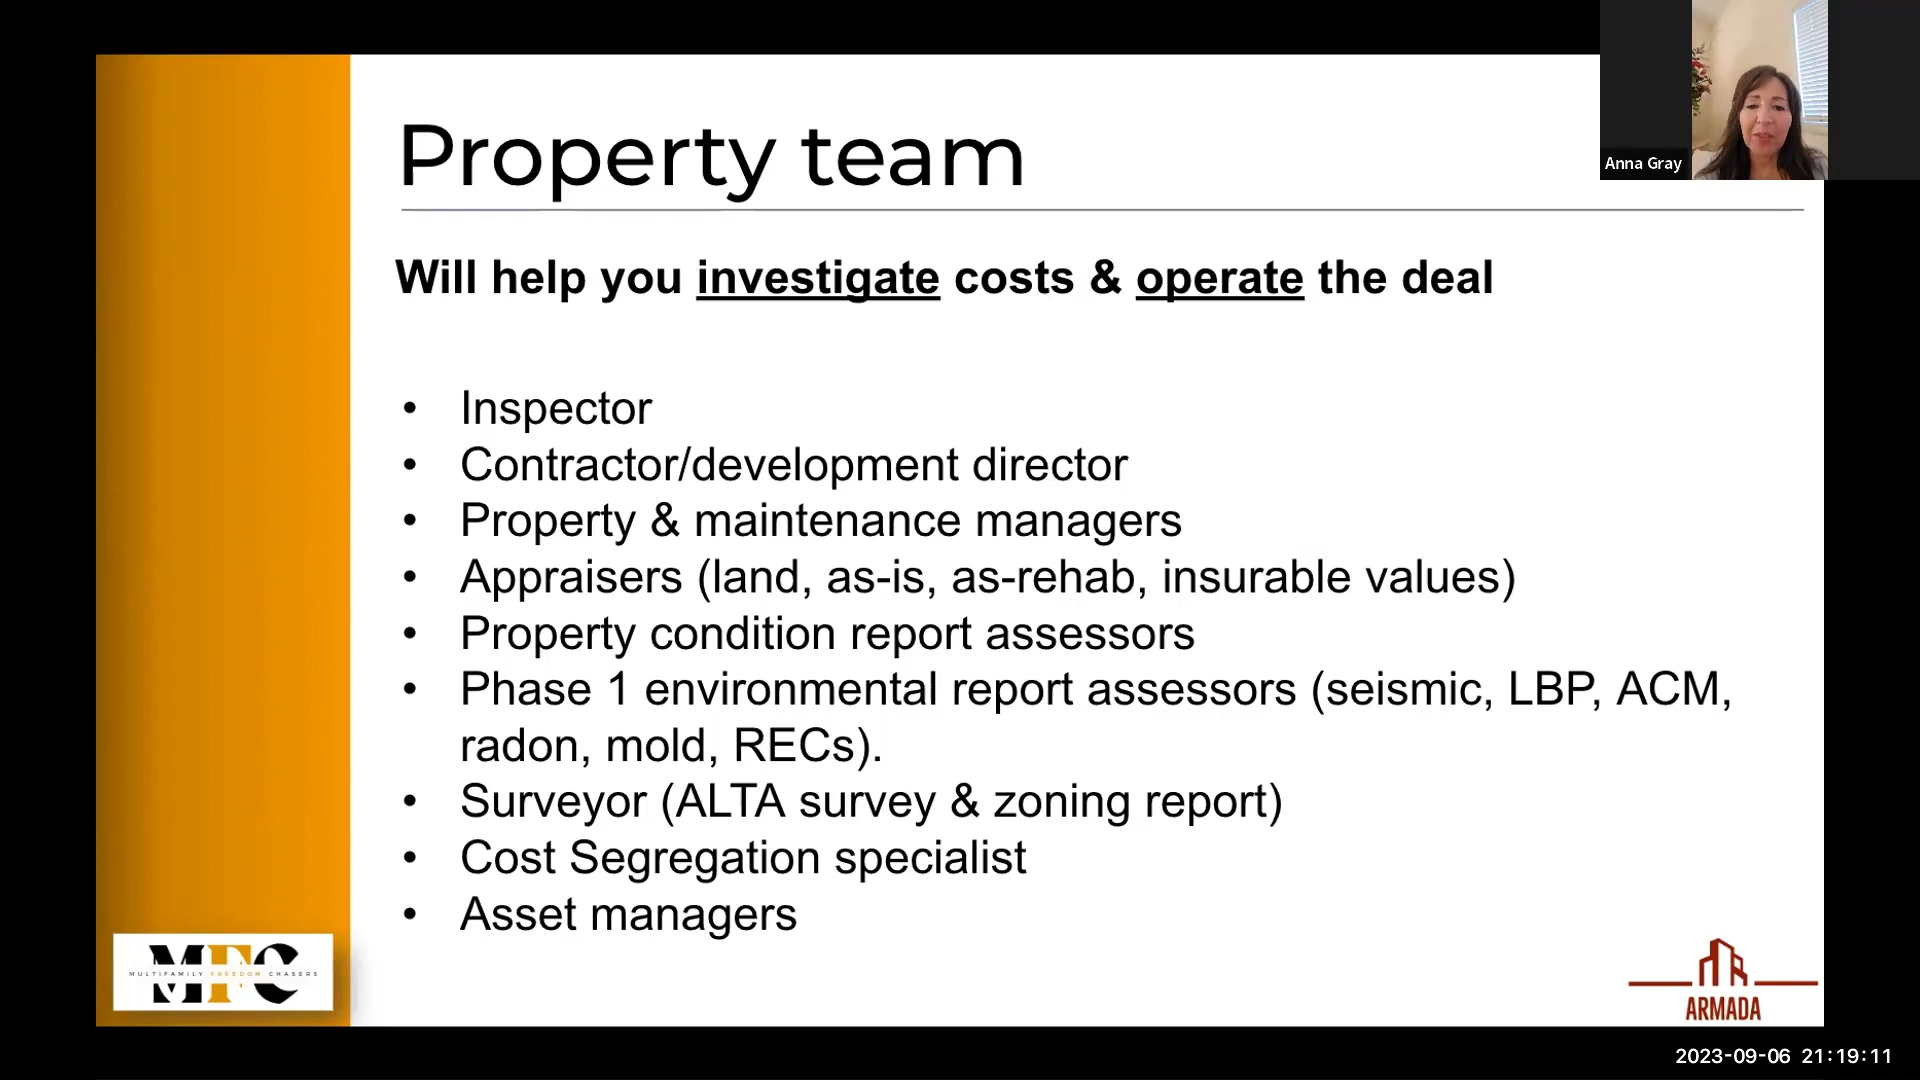 Anna Gray
Property team
Will help you investigate costs & operate the deal
• Inspector
• Contractor/development director
• Property & maintenance managers
• Appraisers (land, as-is, as-rehab, insurable values)
• Property condition report assessors
• Phase 1 environmental report assessors (seismic, LBP, ACM,
radon, mold, RECs).
• Surveyor (ALTA survey & zoning report)
• Cost Segregation specialist
• Asset managers
MFC
MULTIFAMILY FREEDOM CHASERS
ARMADA
2023-09-06 21:19:11